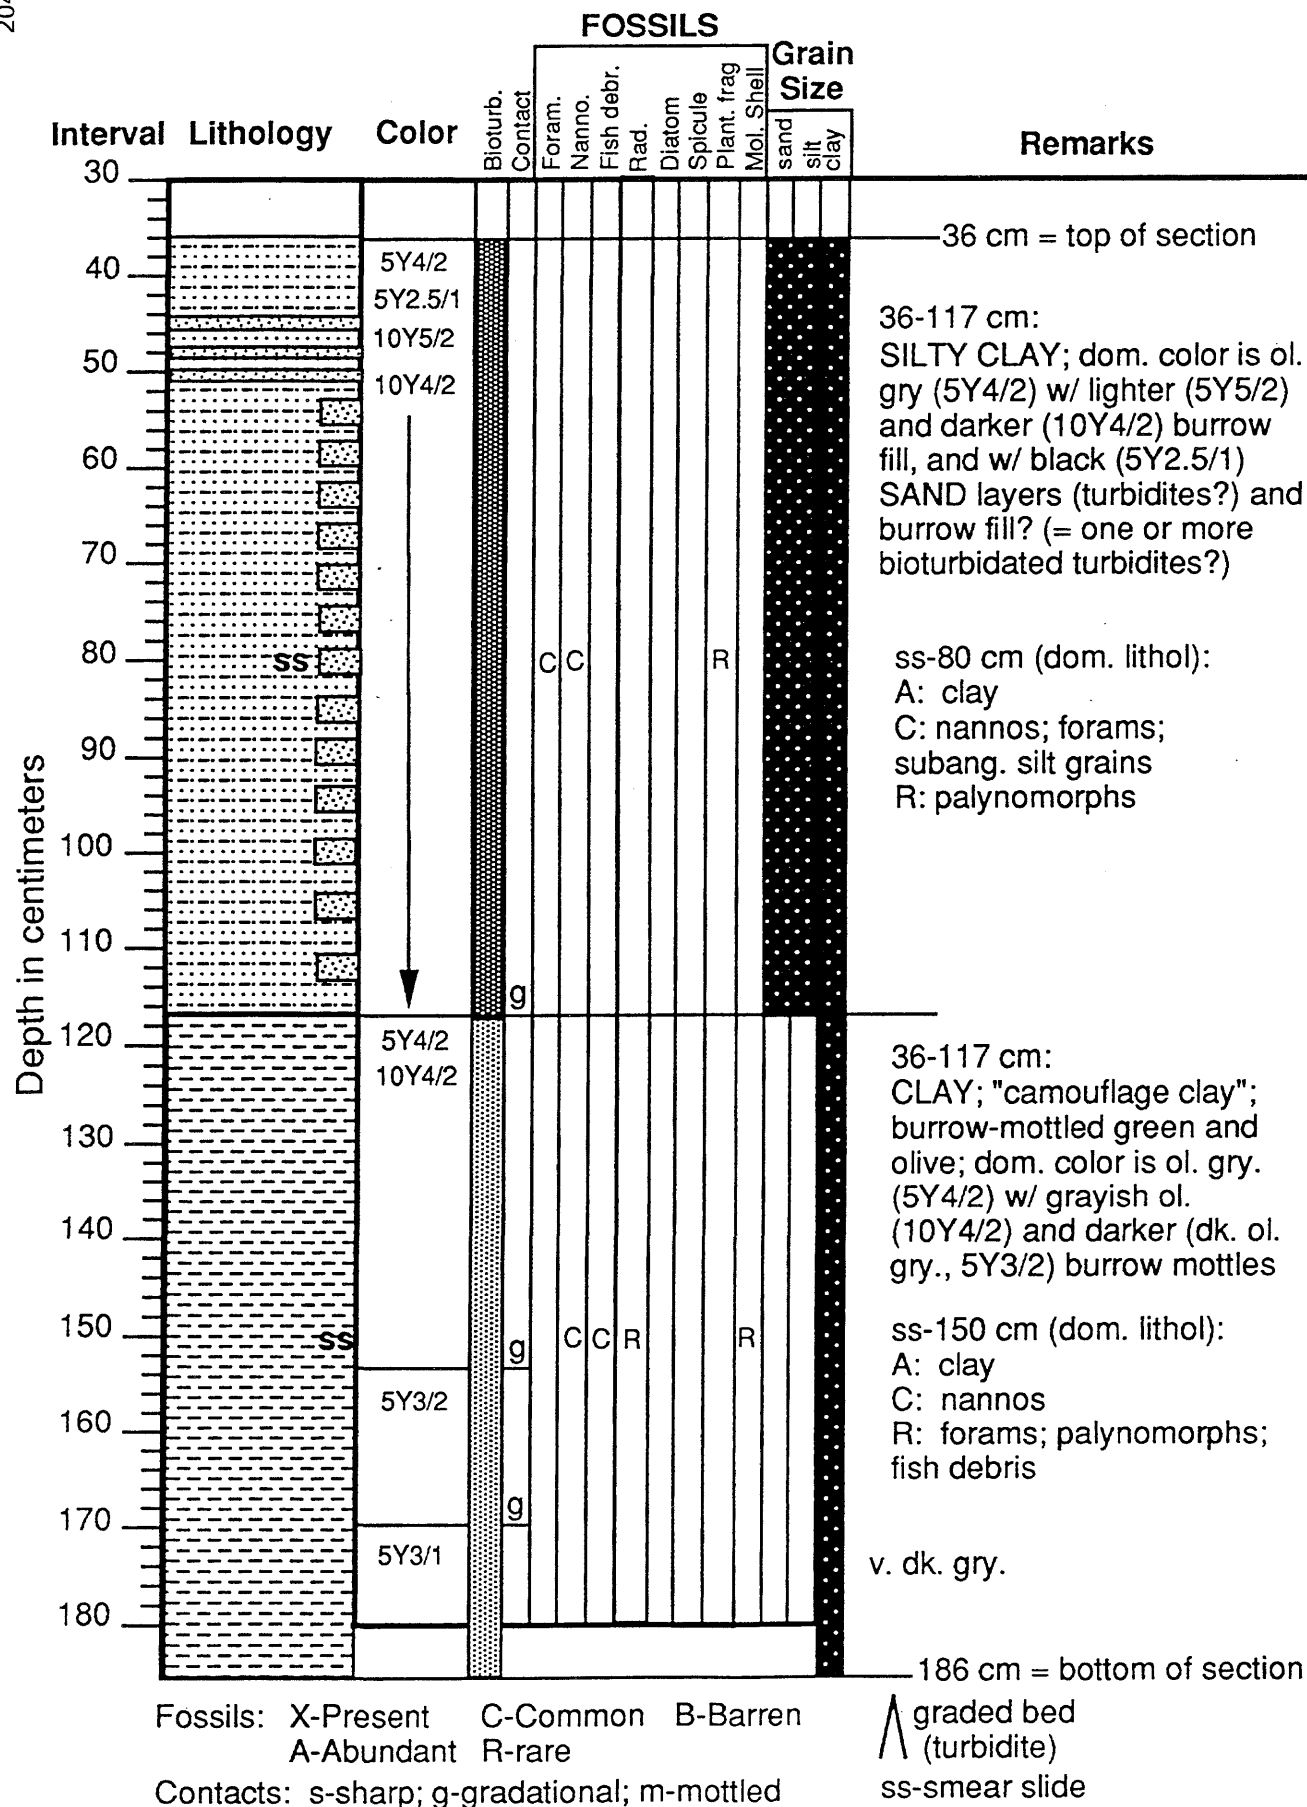 204
FOSSILS
Grain
Size
Interval Lithology Color Bioturb. Contact Foram. Nanno. Fish debr. Rad. Diatom Spicule Plant. frag Mol. Shell sand silt clay Remarks
30
36 cm = top of section
40
5Y4/2
5Y2.5/1
10Y5/2
50
10Y4/2
36-117 cm:
SILTY CLAY; dom. color is ol.
gry (5Y4/2) w/ lighter (5Y5/2)
and darker (10Y4/2) burrow
fill, and w/ black (5Y2.5/1)
SAND layers (turbidites?) and
burrow fill? (= one or more
bioturbidated turbidites?)
60
70
80
ss C C R
ss-80 cm (dom. lithol):
A: clay
C: nannos; forams;
subang. silt grains
R: palynomorphs
90
100
110
g
Depth in centimeters
120
5Y4/2
10Y4/2
36-117 cm:
CLAY; "camouflage clay";
burrow-mottled green and
olive; dom. color is ol. gry.
(5Y4/2) w/ grayish ol.
(10Y4/2) and darker (dk. ol.
gry., 5Y3/2) burrow mottles
130
140
150
ss g C C R R
ss-150 cm (dom. lithol):
A: clay
C: nannos
R: forams; palynomorphs;
fish debris
5Y3/2
160
g
170
5Y3/1
v. dk. gry.
180
186 cm = bottom of section
Fossils: X-Present C-Common B-Barren
A-Abundant R-rare
Contacts: s-sharp; g-gradational; m-mottled
graded bed
(turbidite)
ss-smear slide